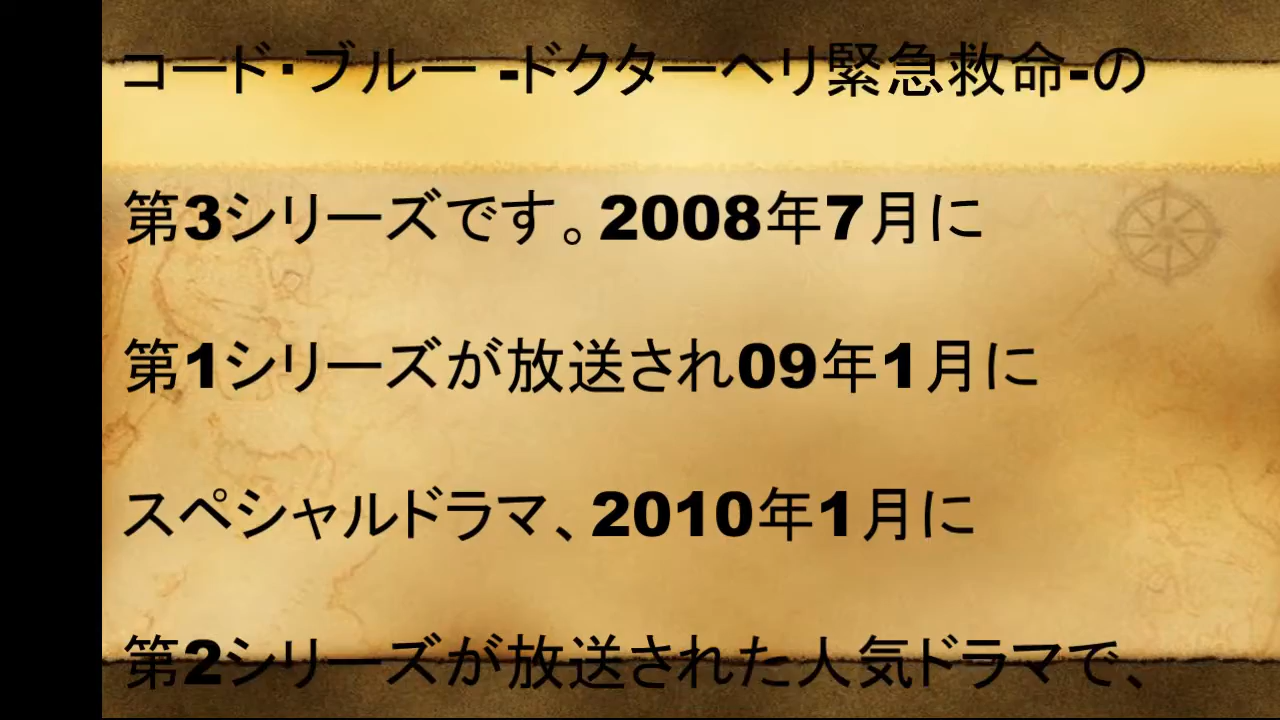 コード・ブルー -ドクターヘリ緊急救命-の
第3シリーズです。2008年7月に
第1シリーズが放送され09年1月に
スペシャルドラマ、2010年1月に
第2シリーズが放送された人気ドラマで、